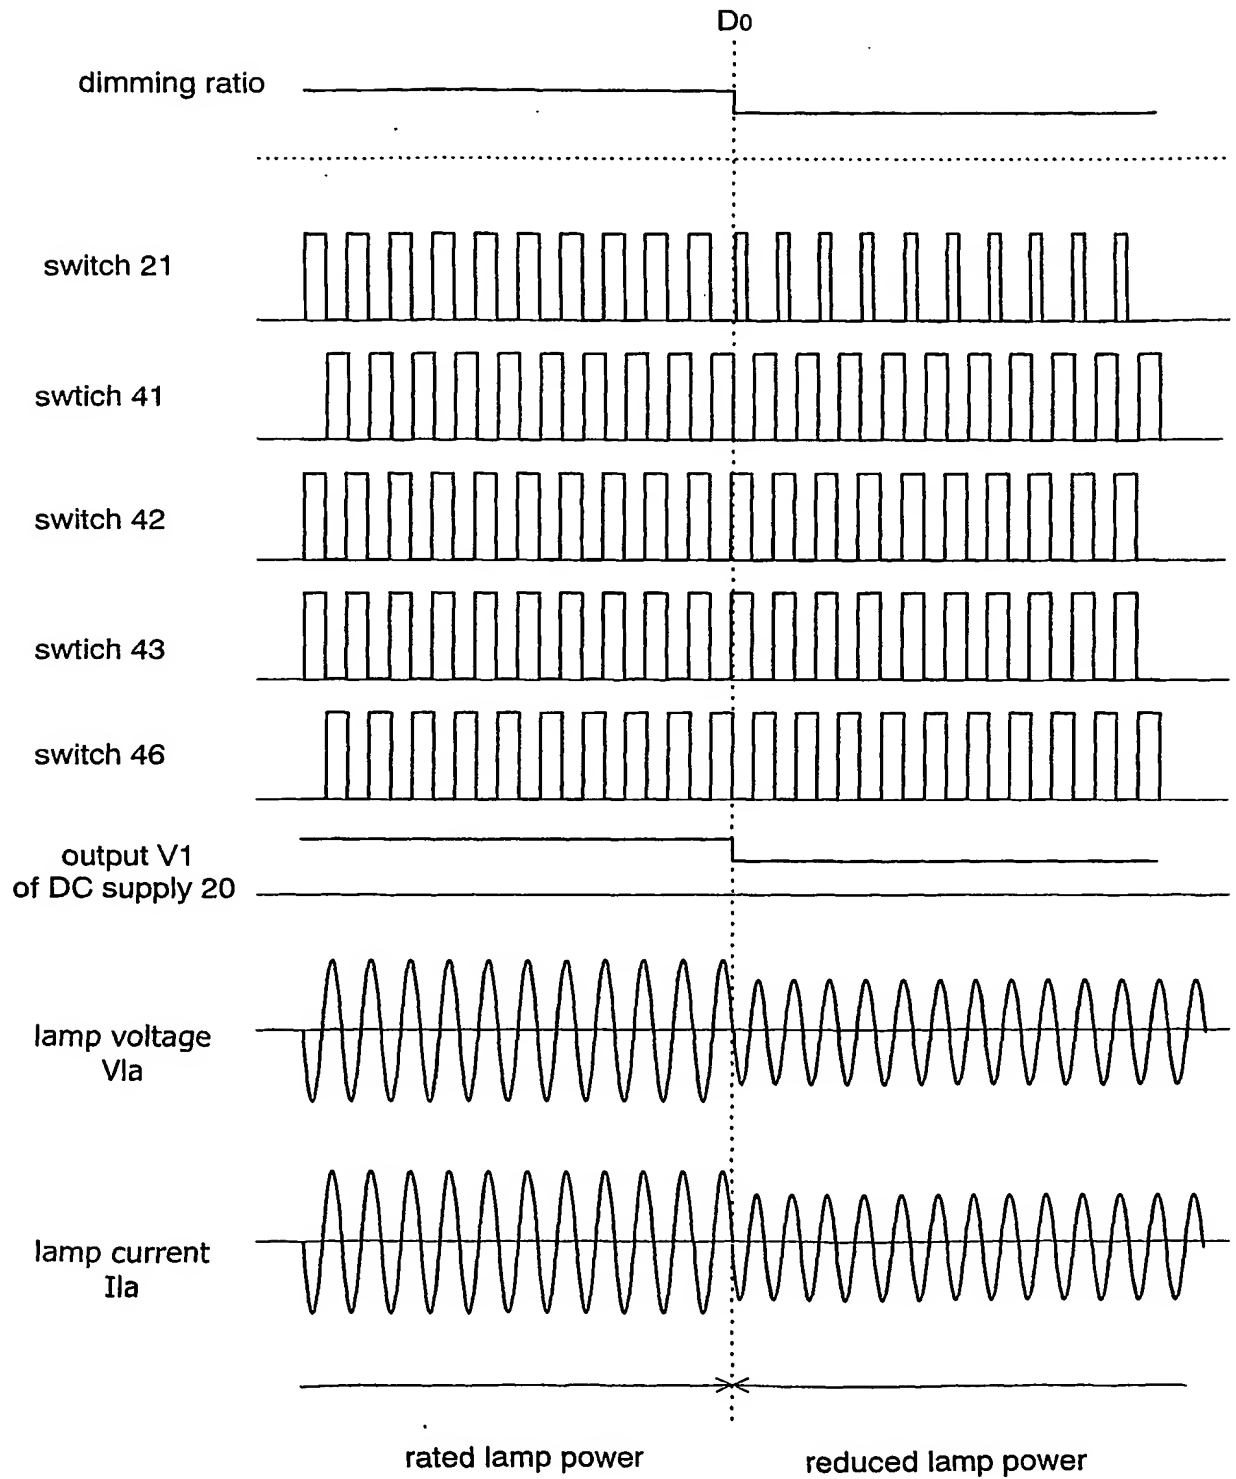 D0
dimming ratio
switch 21
swtich 41
switch 42
swtich 43
switch 46
output V1
of DC supply 20
lamp voltage
Vla
lamp current
Ila
rated lamp power
reduced lamp power